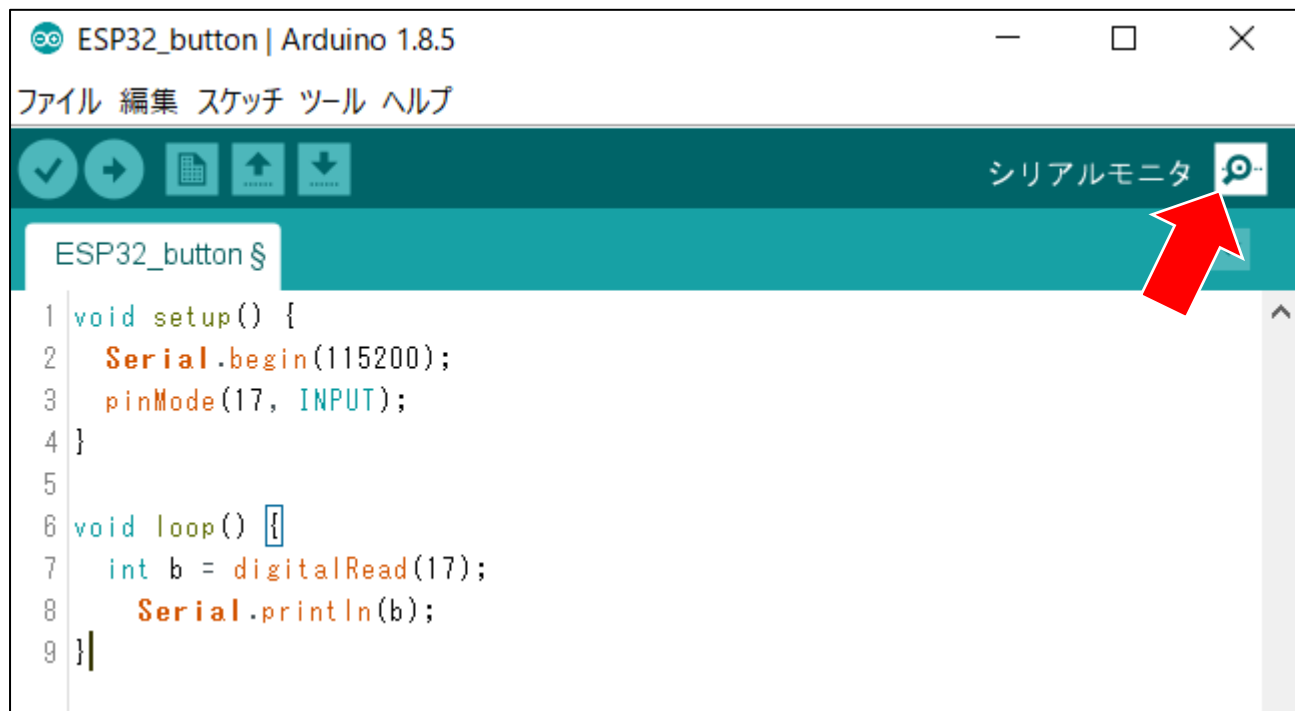 ESP32_button | Arduino 1.8.5
ファイル 編集 スケッチ ツール ヘルプ
シリアルモニタ
ESP32_button §
1 void setup() {
2   Serial.begin(115200);
3   pinMode(17, INPUT);
4 }
5
6 void loop() {
7   int b = digitalRead(17);
8     Serial.println(b);
9 }